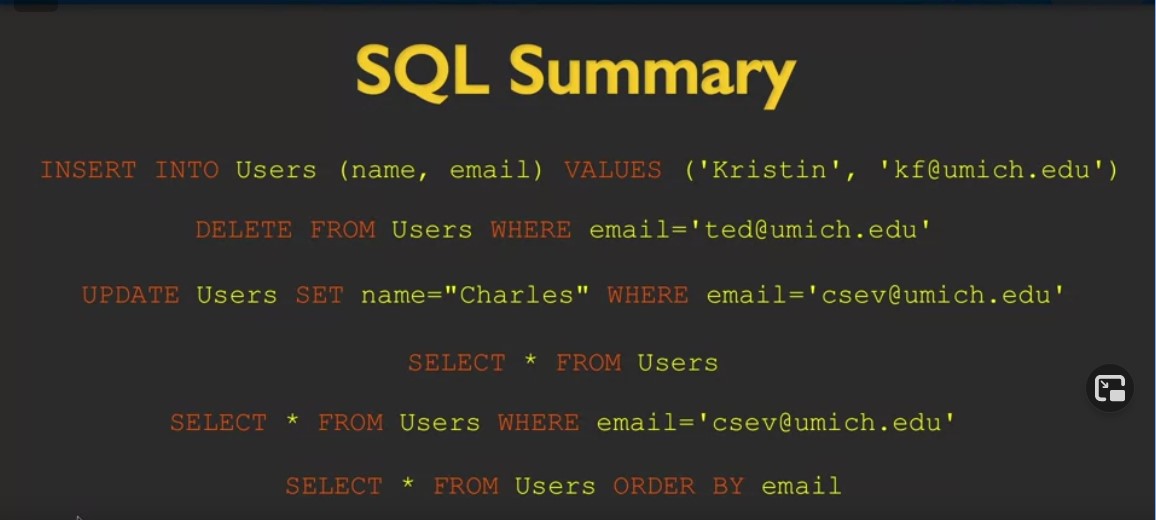 SQL Summary
INSERT INTO Users (name, email) VALUES ('Kristin', 'kf@umich.edu')
DELETE FROM Users WHERE email='ted@umich.edu'
UPDATE Users SET name="Charles" WHERE email='csev@umich.edu'
SELECT * FROM Users
SELECT * FROM Users WHERE email='csev@umich.edu'
SELECT * FROM Users ORDER BY email